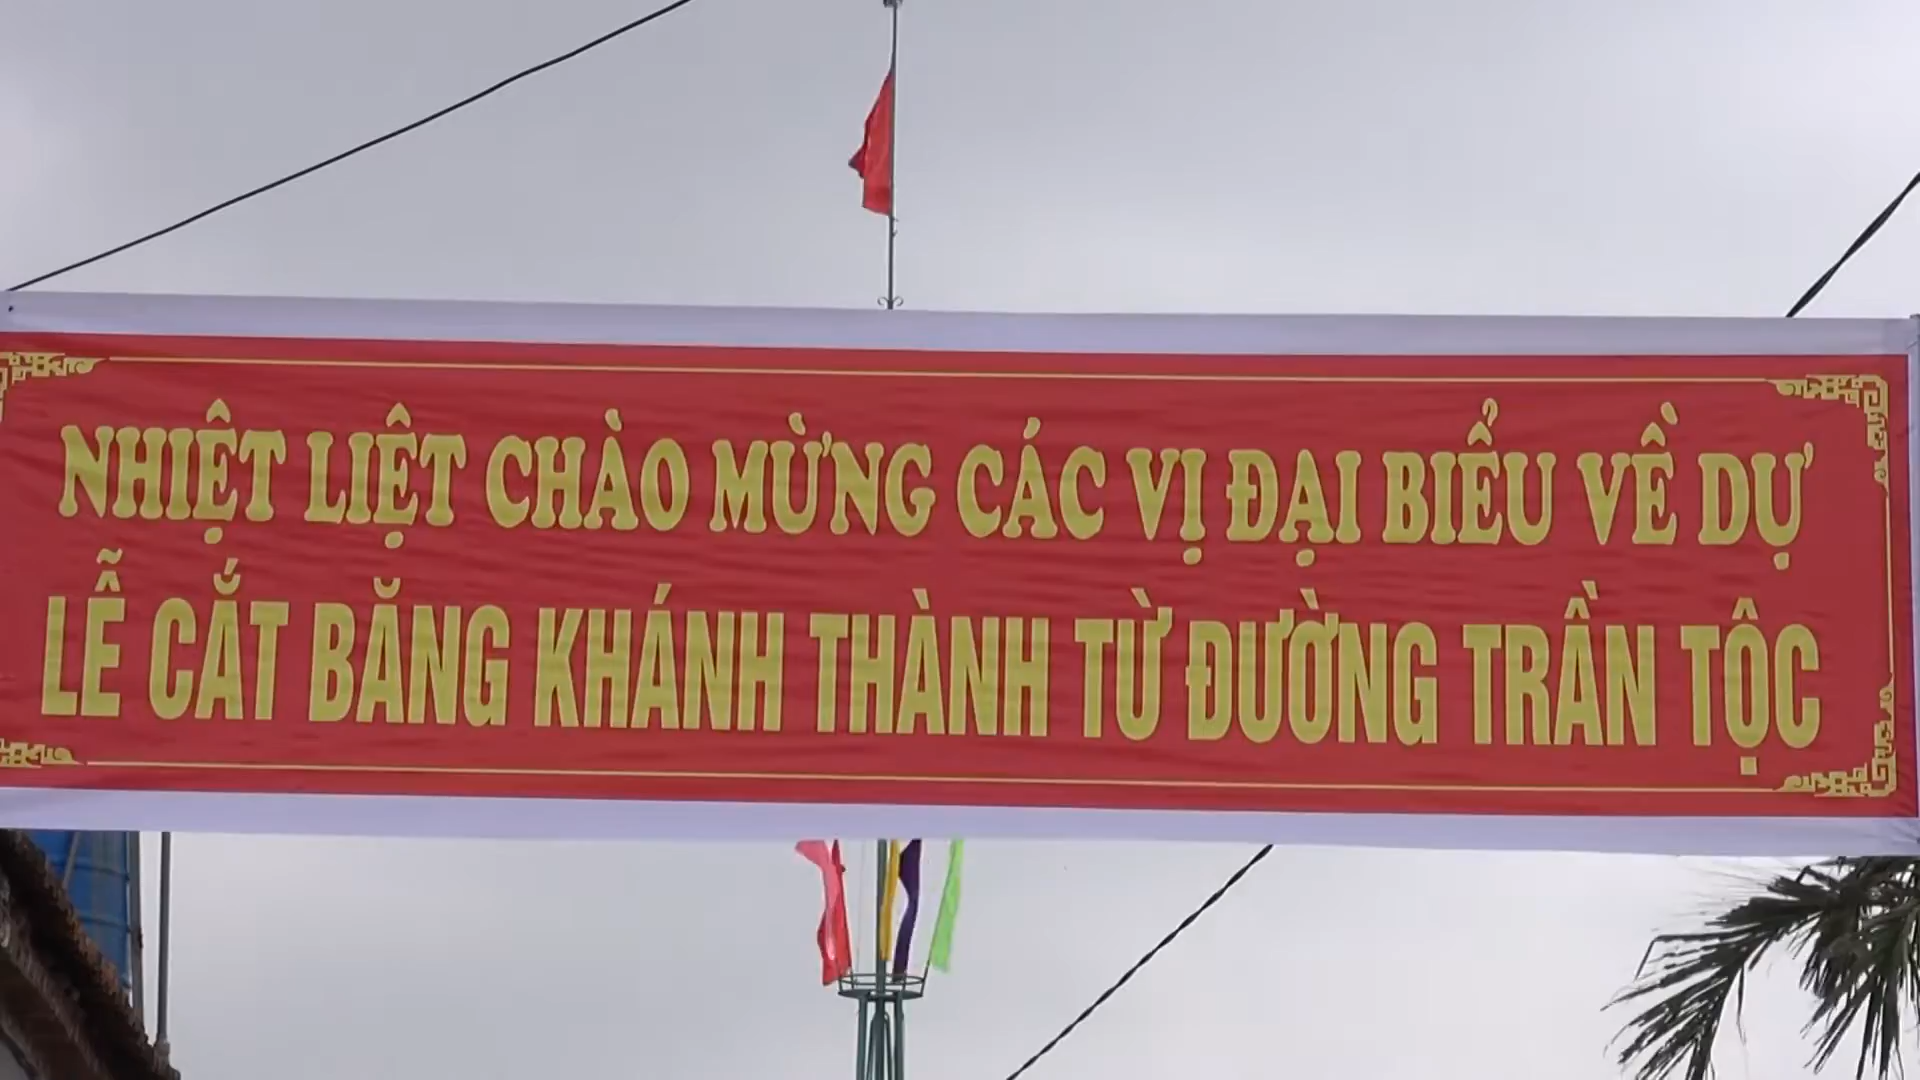 NHIỆT LIỆT CHÀO MỪNG CÁC VỊ ĐẠI BIỂU VỀ DỰ
LỄ CẮT BĂNG KHÁNH THÀNH TỪ ĐƯỜNG TRẦN TỘC